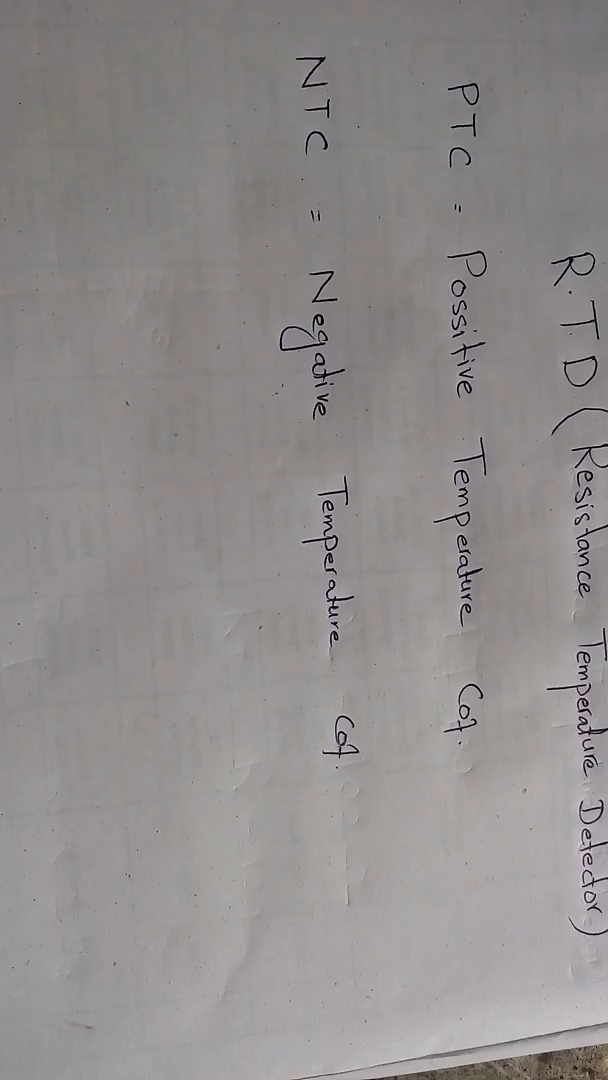 R.T.D (Resistance Temperature Detector)
PTC = Possitive Temperature Cof.
NTC = Negative Temperature Cof.